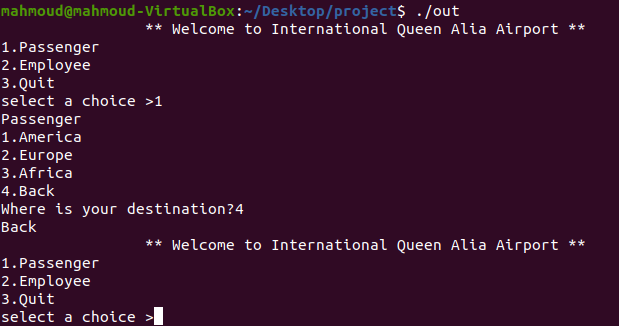 mahmoud@mahmoud-VirtualBox:~/Desktop/project$ ./out
** Welcome to International Queen Alia Airport **
1.Passenger
2.Employee
3.Quit
select a choice >1
Passenger
1.America
2.Europe
3.Africa
4.Back
Where is your destination?4
Back
** Welcome to International Queen Alia Airport **
1.Passenger
2.Employee
3.Quit
select a choice >